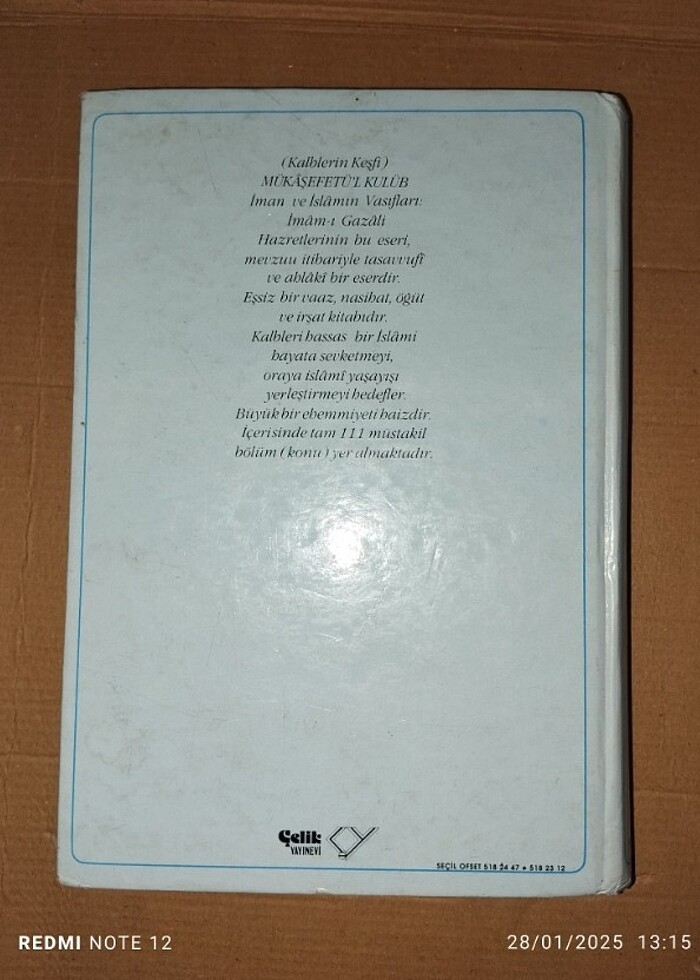 (Kalblerin Keşfi)
MÜKÂŞEFETÜ'L KULÛB
İman ve İslâmın Vasıfları:
İmâm-ı Gazâli
Hazretlerinin bu eseri,
mevzuu itibariyle tasavvufî
ve ahlâkî bir eserdir.
Eşsiz bir vaaz, nasihat, öğüt
ve irşat kitabıdır.
Kalbleri hassas bir İslâmi
hayata sevketmeyi,
oraya islâmî yaşayışı
yerleştirmeyi hedefler.
Büyük bir ehemmiyeti haizdir.
İçerisinde tam 111 müstakil
bölüm (konu) yer almaktadır.
Çelik
YAYINEVİ
SEÇİL OFSET 518 24 47 • 518 23 12
REDMI NOTE 12
28/01/2025 13:15